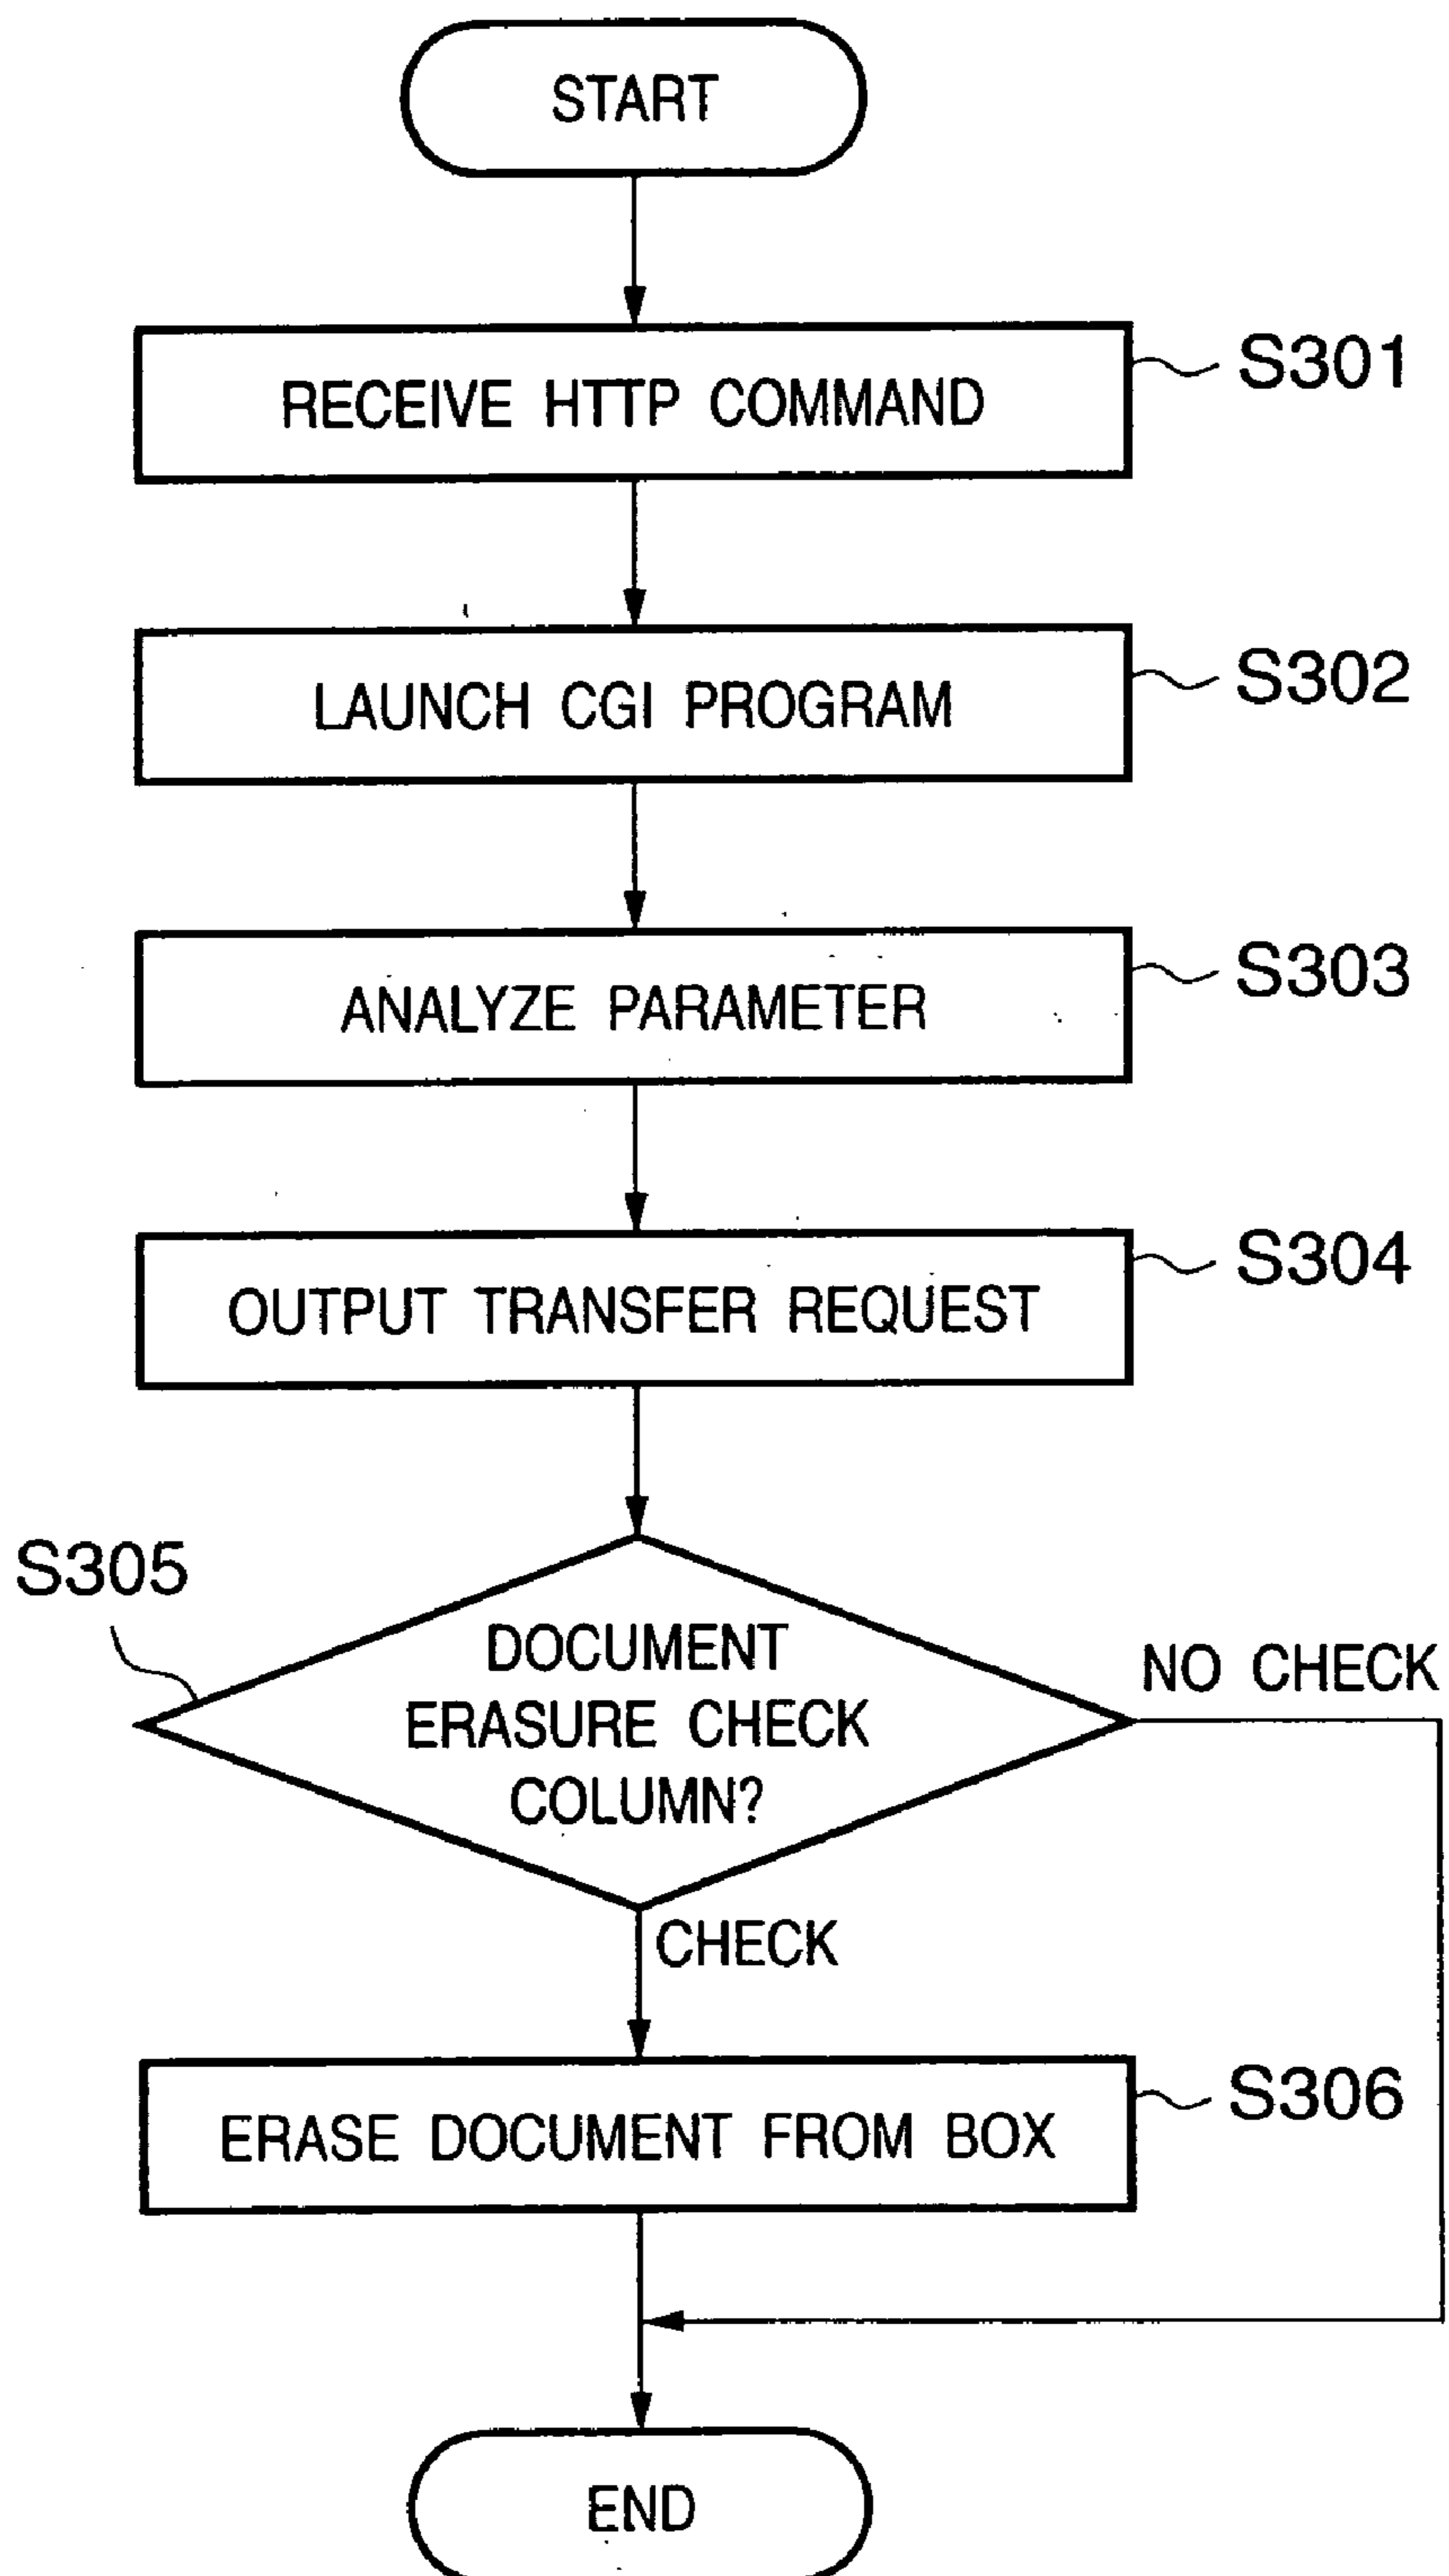 START
RECEIVE HTTP COMMAND
S301
LAUNCH CGI PROGRAM
S302
ANALYZE PARAMETER
S303
OUTPUT TRANSFER REQUEST
S304
S305
DOCUMENT
ERASURE CHECK
COLUMN?
NO CHECK
CHECK
ERASE DOCUMENT FROM BOX
S306
END